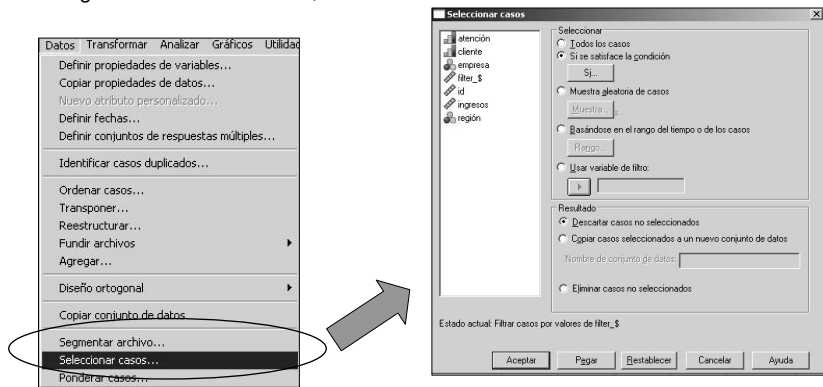 Datos Transformar Analizar Gráficos Utilidad
Definir propiedades de variables...
Copiar propiedades de datos...
Nuevo atributo personalizado...
Definir fechas...
Definir conjuntos de respuestas múltiples...
Identificar casos duplicados...
Ordenar casos...
Transponer...
Reestructurar...
Fundir archivos
Agregar...
Diseño ortogonal
Copiar conjunto de datos
Segmentar archivo...
Seleccionar casos...
Ponderar casos...
Seleccionar casos
atención
cliente
empresa
filter_$
id
ingresos
región
Seleccionar
Todos los casos
Si se satisface la condición
Si...
Muestra aleatoria de casos
Muestra...
Basándose en el rango del tiempo o de los casos
Rango...
Usar variable de filtro:
Resultado
Descartar casos no seleccionados
Copiar casos seleccionados a un nuevo conjunto de datos
Nombre de conjunto de datos:
Eliminar casos no seleccionados
Estado actual: Filtrar casos por valores de filter_$
Aceptar Pegar Restablecer Cancelar Ayuda